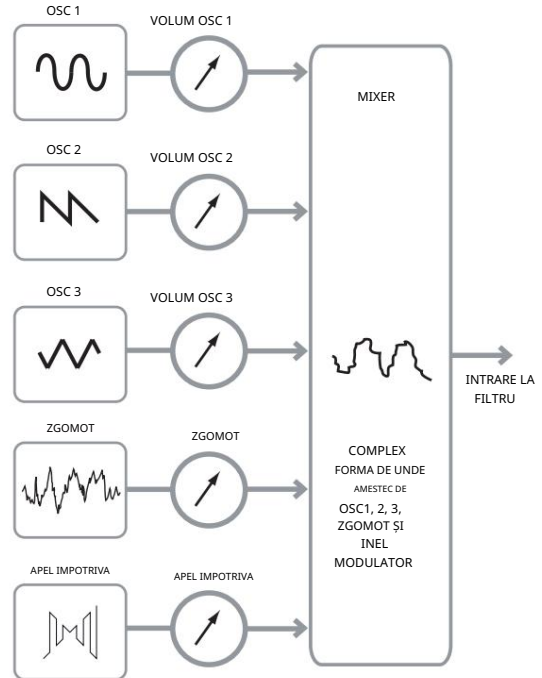 OSC 1
VOLUM OSC 1
MIXER
OSC 2
VOLUM OSC 2
OSC 3
VOLUM OSC 3
INTRARE LA
FILTRU
ZGOMOT
ZGOMOT
COMPLEX
FORMA DE UNDE
AMESTEC DE
OSC1, 2, 3,
ZGOMOT ȘI
INEL
MODULATOR
APEL IMPOTRIVA
APEL IMPOTRIVA